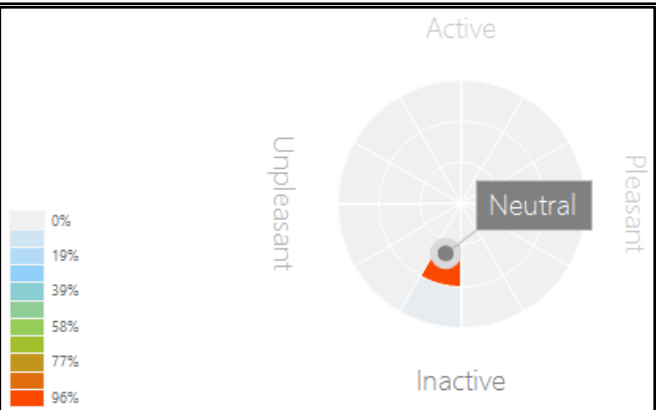 Active
Unpleasant
Pleasant
Neutral
0%
19%
39%
58%
77%
96%
Inactive